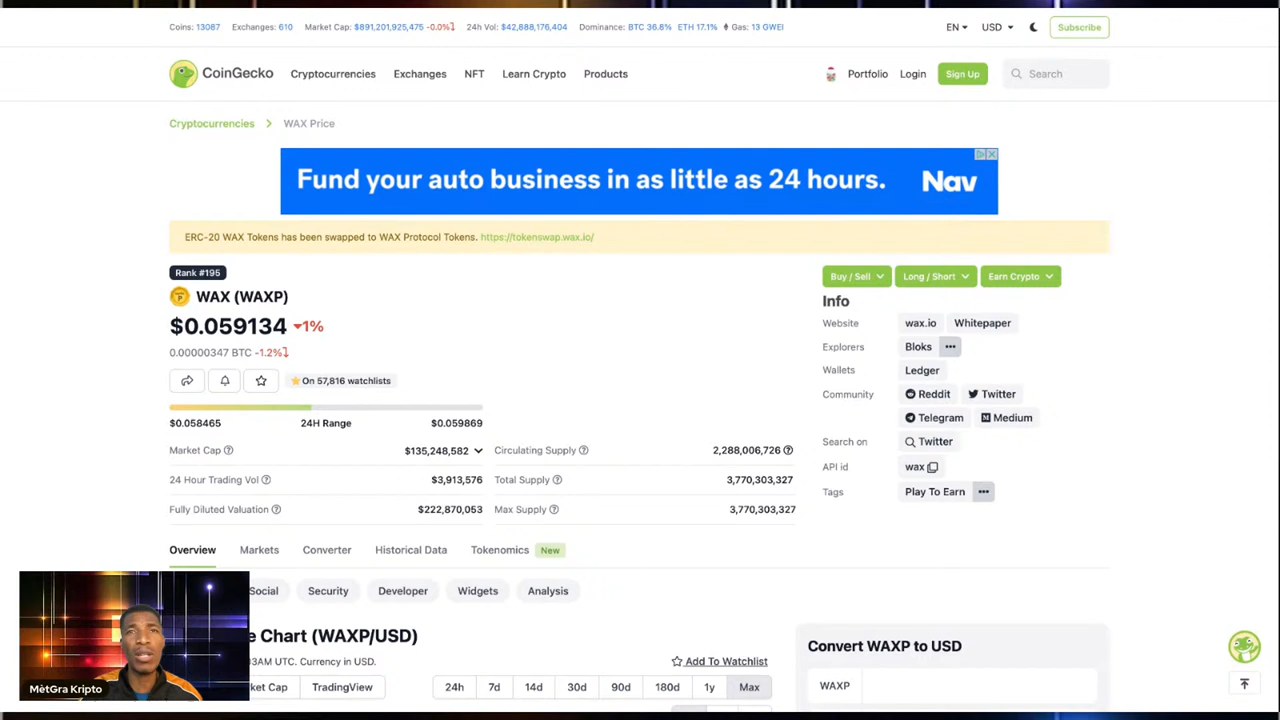 Coins: 13087 Exchanges: 610 Market Cap: $891,201,925,475 -0.0% 24h Vol: $42,888,176,404 Dominance: BTC 36.8% ETH 17.1% Gas: 13 GWEI EN USD Subscribe
CoinGecko Cryptocurrencies Exchanges NFT Learn Crypto Products Portfolio Login Sign Up Search
Cryptocurrencies > WAX Price
Fund your auto business in as little as 24 hours. Nav
ERC-20 WAX Tokens has been swapped to WAX Protocol Tokens. https://tokenswap.wax.io/
Rank #195
WAX (WAXP)
$0.059134 1%
0.00000347 BTC -1.2%
On 57,816 watchlists
$0.058465 24H Range $0.059869
Market Cap $135,248,582
24 Hour Trading Vol $3,913,576
Fully Diluted Valuation $222,870,053
Circulating Supply 2,288,006,726
Total Supply 3,770,303,327
Max Supply 3,770,303,327
Buy / Sell Long / Short Earn Crypto
Info
Website wax.io Whitepaper
Explorers Bloks •••
Wallets Ledger
Community Reddit Twitter
Telegram Medium
Search on Twitter
API id wax
Tags Play To Earn •••
Overview Markets Converter Historical Data Tokenomics New
Social Security Developer Widgets Analysis
e Chart (WAXP/USD)
3AM UTC. Currency in USD.
Add To Watchlist
ket Cap TradingView 24h 7d 14d 30d 90d 180d 1y Max
Convert WAXP to USD
WAXP
MètGra Kripto